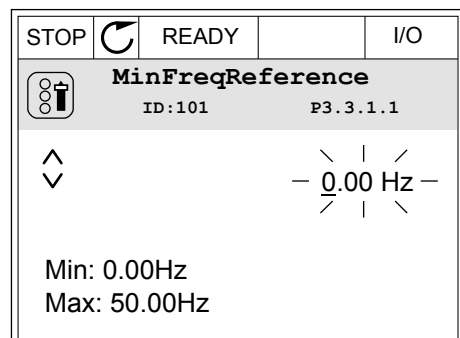 STOP READY I/O
MinFreqReference
ID:101 P3.3.1.1
0.00 Hz
Min: 0.00Hz
Max: 50.00Hz